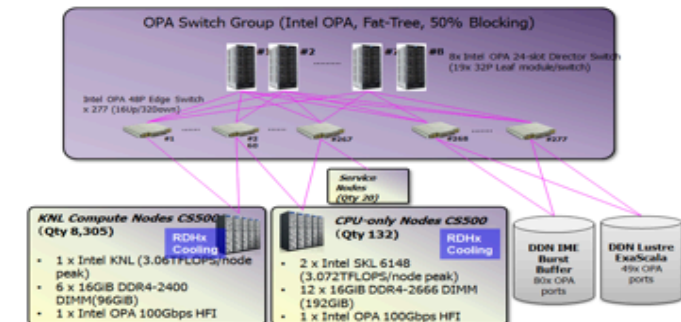 OPA Switch Group (Intel OPA, Fat-Tree, 50% Blocking)
#2
#8
8x Intel OPA 24-slot Director Switch
(19x 32P Leaf module/switch)
Intel OPA 48P Edge Switch
x 277 (16Up/32Down)
#1
#2
60
#267
#268
#277
Service
Nodes
(Qty 20)
KNL Compute Nodes CS500
(Qty 8,305)
RDHx
Cooling
• 1 x Intel KNL (3.06TFLOPS/node
peak)
• 6 x 16GiB DDR4-2400
DIMM(96GiB)
• 1 x Intel OPA 100Gbps HFI
CPU-only Nodes CS500
(Qty 132)
RDHx
Cooling
• 2 x Intel SKL 6148
(3.072TFLOPS/node peak)
• 12 x 16GiB DDR4-2666 DIMM
(192GiB)
• 1 x Intel OPA 100Gbps HFI
DDN IME
Burst
Buffer
80x OPA
ports
DDN Lustre
ExaScala
49x OPA
ports